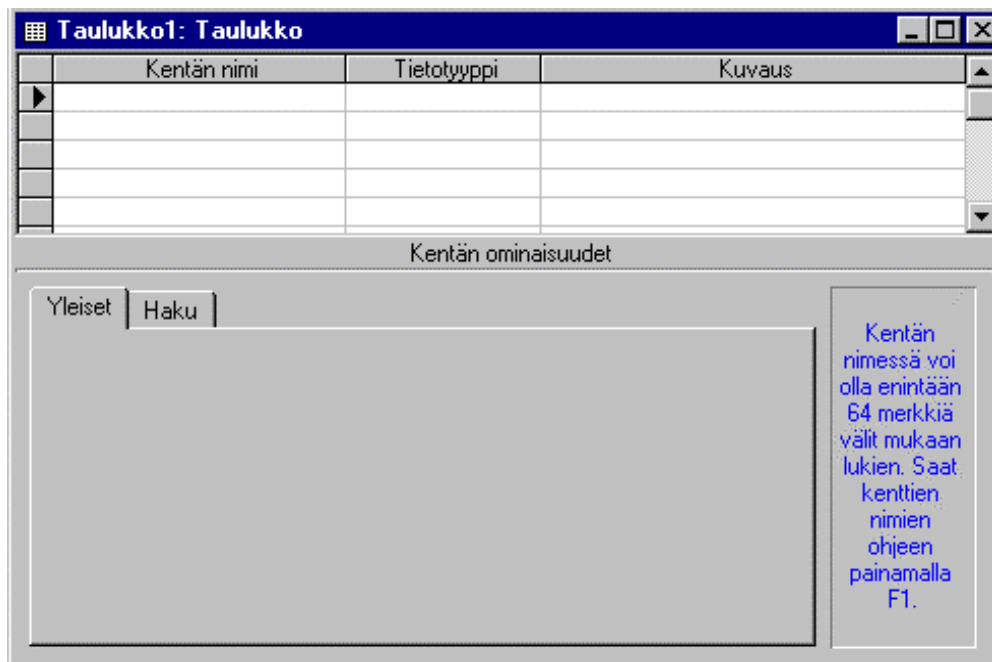 Taulukko1: Taulukko
Kentän nimi Tietotyyppi Kuvaus
Kentän ominaisuudet
Yleiset Haku
Kentän
nimessä voi
olla enintään
64 merkkiä
välit mukaan
lukien. Saat
kenttien
nimien
ohjeen
painamalla
F1.